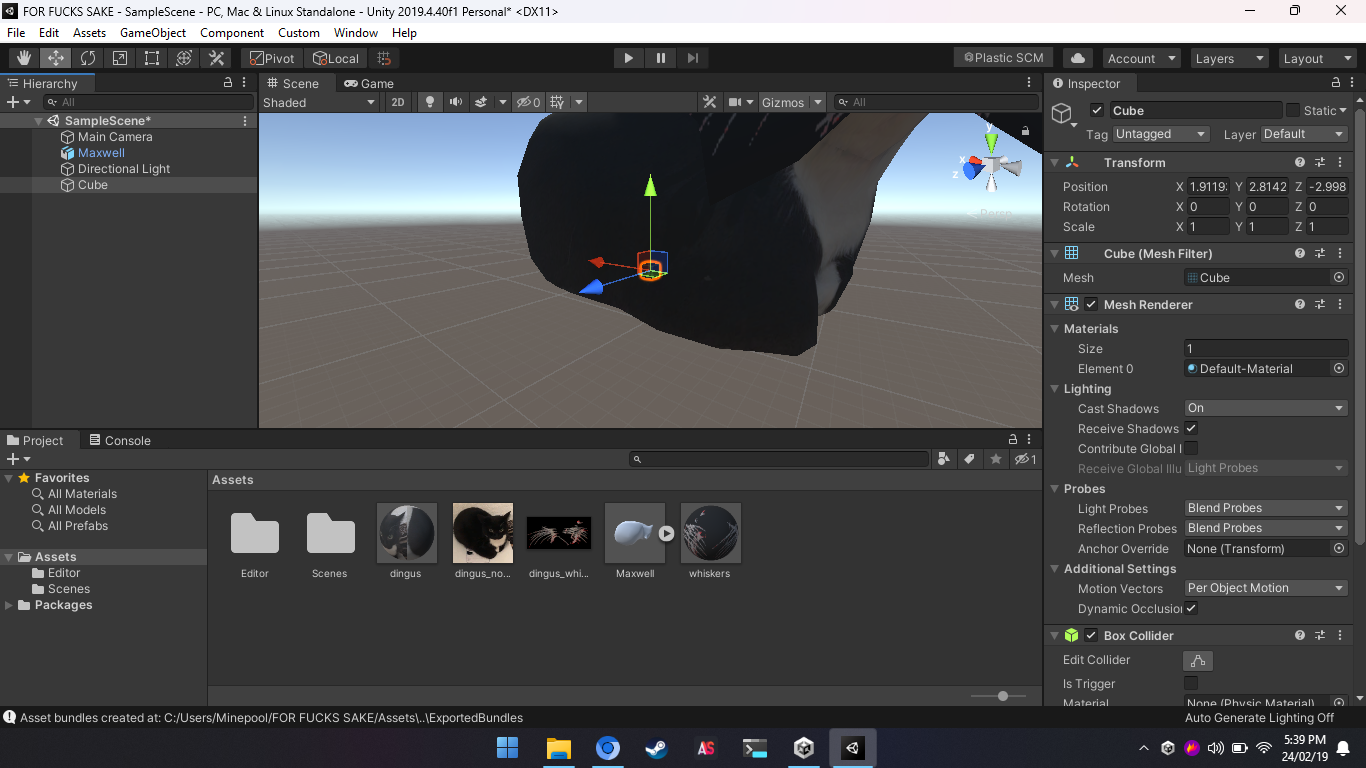 FOR FUCKS SAKE - SampleScene - PC, Mac & Linux Standalone - Unity 2019.4.40f1 Personal* <DX11>
File Edit Assets GameObject Component Custom Window Help
Pivot Local Plastic SCM Account Layers Layout
Hierarchy
All
SampleScene*
Main Camera
Maxwell
Directional Light
Cube
Scene Game
Shaded 2D 0 Gizmos All
y
x
z
Persp
Inspector
Cube Static
Tag Untagged Layer Default
Transform
Position X 1.9119 Y 2.8142 Z -2.998
Rotation X 0 Y 0 Z 0
Scale X 1 Y 1 Z 1
Cube (Mesh Filter)
Mesh Cube
Mesh Renderer
Materials
Size 1
Element 0 Default-Material
Lighting
Cast Shadows On
Receive Shadows
Contribute Global I
Receive Global Illu Light Probes
Probes
Light Probes Blend Probes
Reflection Probes Blend Probes
Anchor Override None (Transform)
Additional Settings
Motion Vectors Per Object Motion
Dynamic Occlusion
Box Collider
Edit Collider
Is Trigger
Material None (Physic Material)
Project Console
1
Favorites
All Materials
All Models
All Prefabs
Assets
Editor
Scenes
Packages
Assets
Editor Scenes dingus dingus_no... dingus_whi... Maxwell whiskers
Asset bundles created at: C:/Users/Minepool/FOR FUCKS SAKE/Assets\..\ExportedBundles
Auto Generate Lighting Off
AS
5:39 PM
24/02/19